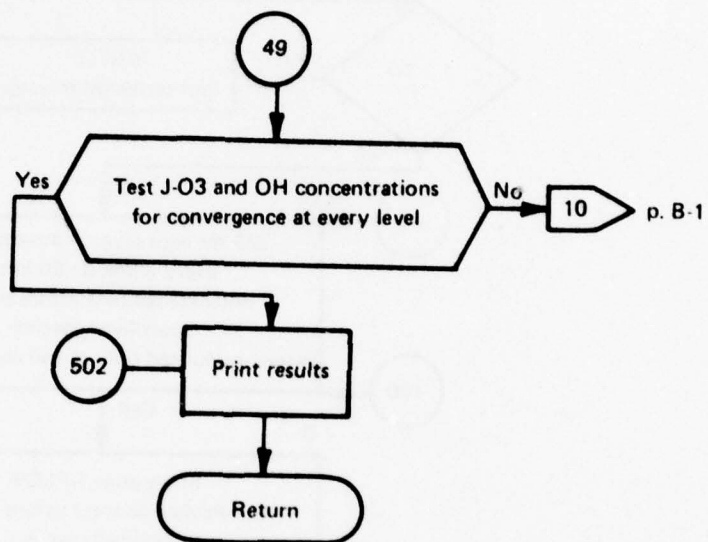 49
Yes
Test J-O3 and OH concentrations
for convergence at every level
No
10
p. B-1
502
Print results
Return